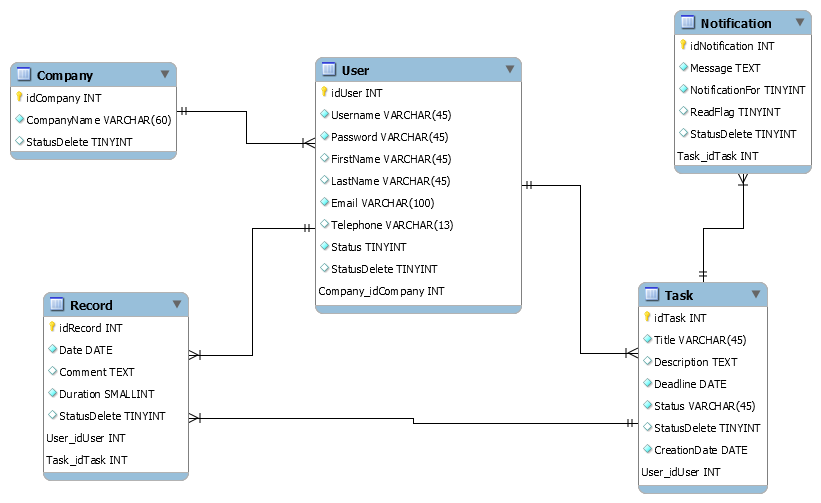 Company
idCompany INT
CompanyName VARCHAR(60)
StatusDelete TINYINT
User
idUser INT
Username VARCHAR(45)
Password VARCHAR(45)
FirstName VARCHAR(45)
LastName VARCHAR(45)
Email VARCHAR(100)
Telephone VARCHAR(13)
Status TINYINT
StatusDelete TINYINT
Company_idCompany INT
Notification
idNotification INT
Message TEXT
NotificationFor TINYINT
ReadFlag TINYINT
StatusDelete TINYINT
Task_idTask INT
Record
idRecord INT
Date DATE
Comment TEXT
Duration SMALLINT
StatusDelete TINYINT
User_idUser INT
Task_idTask INT
Task
idTask INT
Title VARCHAR(45)
Description TEXT
Deadline DATE
Status VARCHAR(45)
StatusDelete TINYINT
CreationDate DATE
User_idUser INT